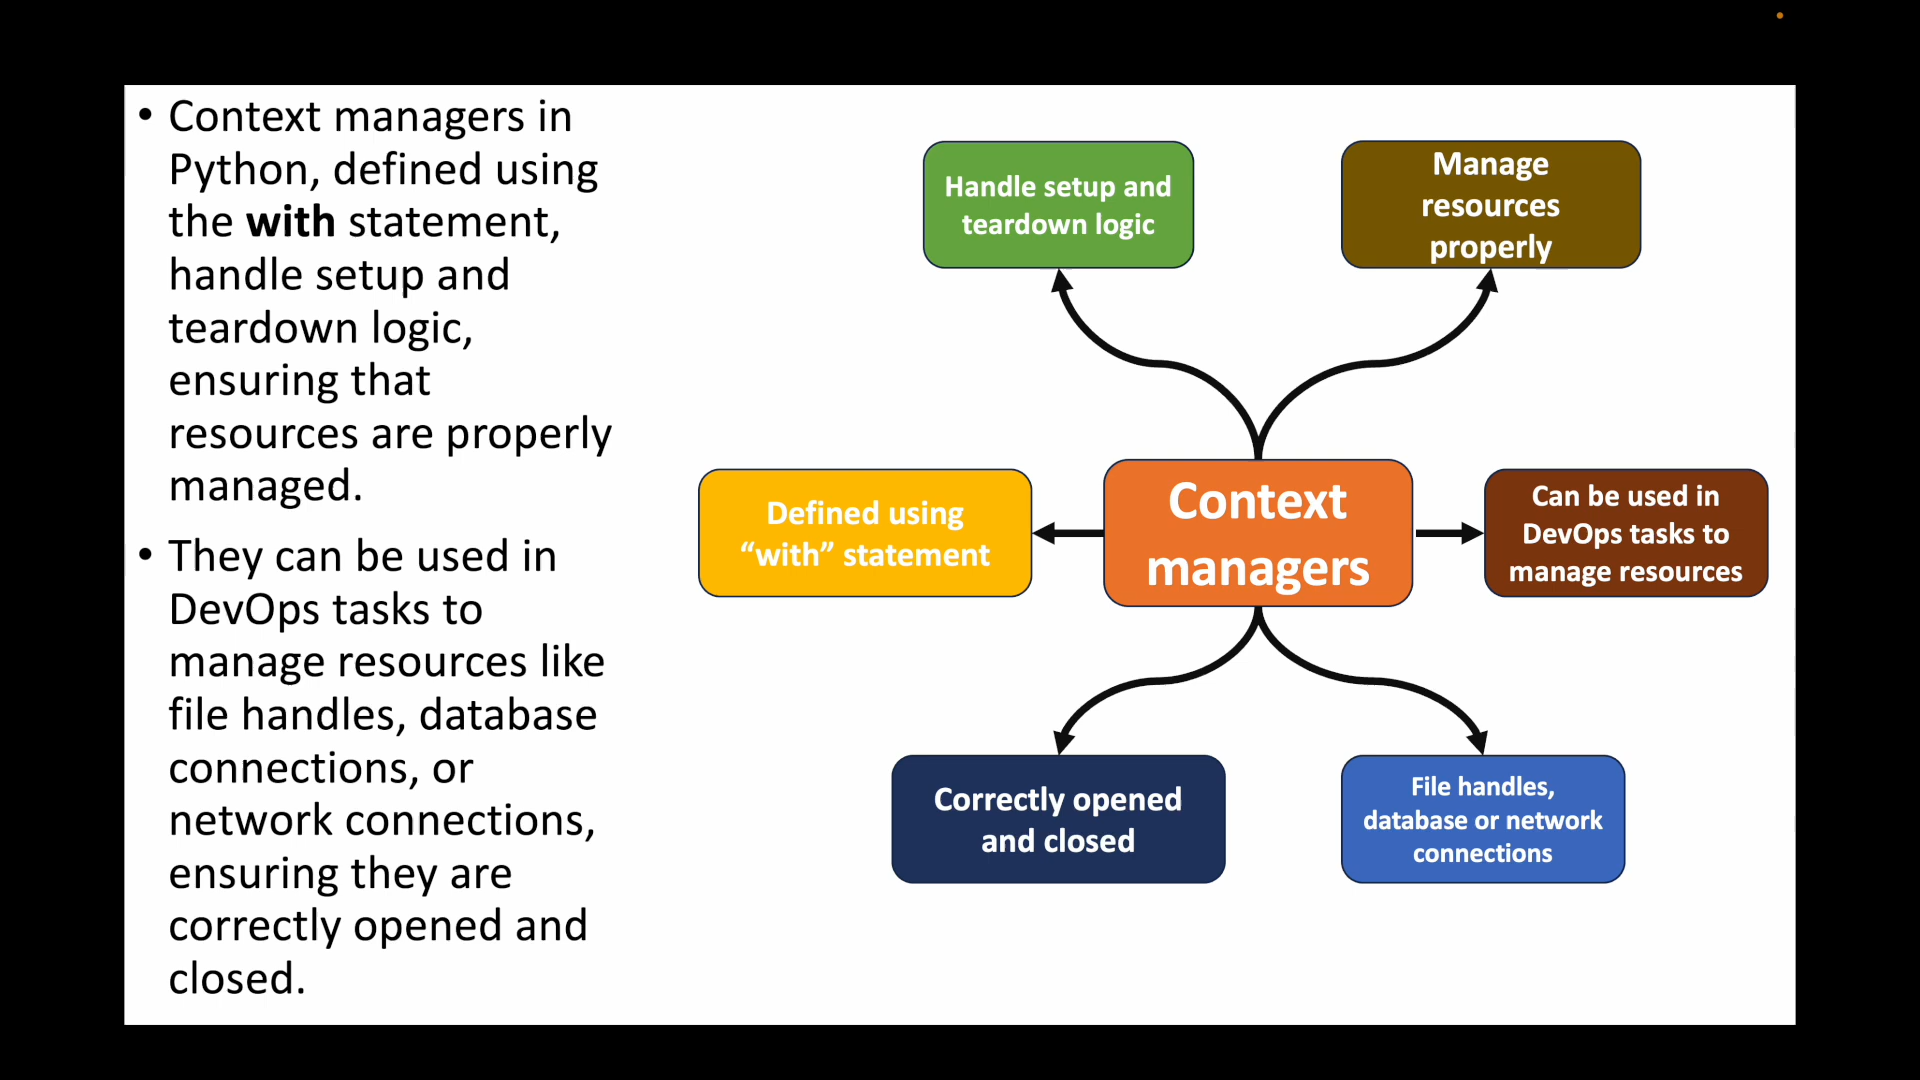 • Context managers in
Python, defined using
the with statement,
handle setup and
teardown logic,
ensuring that
resources are properly
managed.
• They can be used in
DevOps tasks to
manage resources like
file handles, database
connections, or
network connections,
ensuring they are
correctly opened and
closed.
Handle setup and
teardown logic
Manage
resources
properly
Defined using
“with” statement
Context
managers
Can be used in
DevOps tasks to
manage resources
Correctly opened
and closed
File handles,
database or network
connections